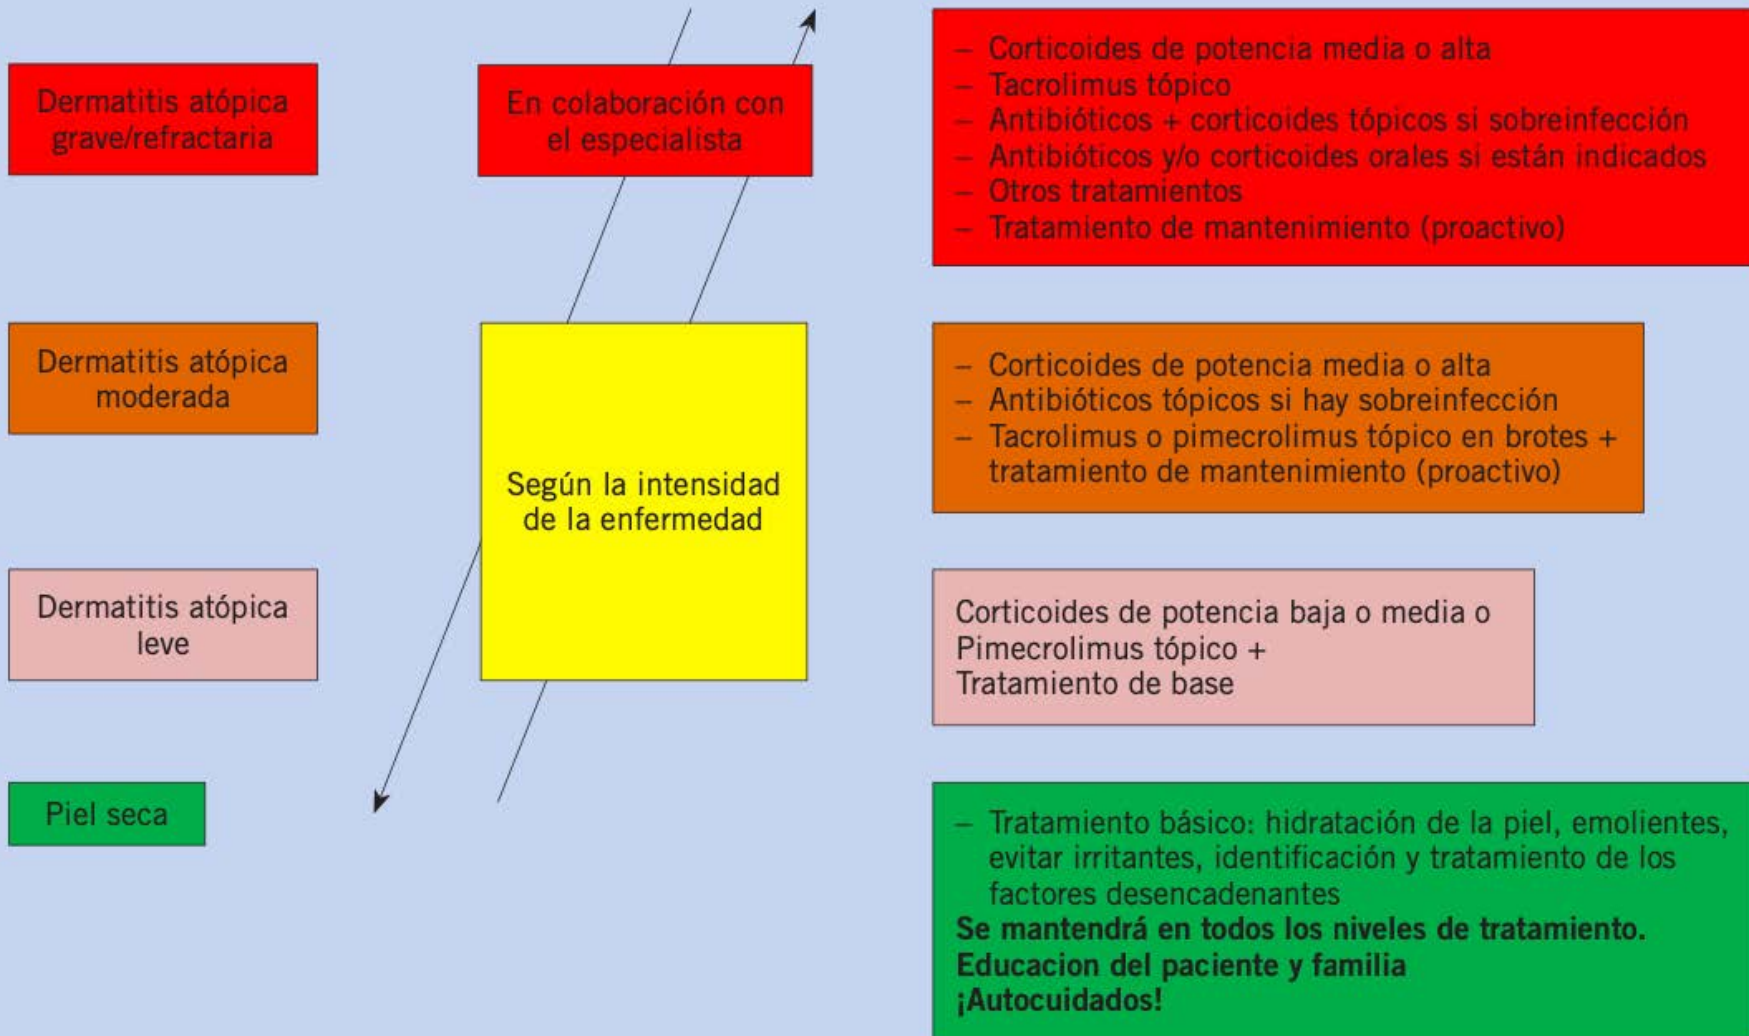 Dermatitis atópica
grave/refractaria
En colaboración con
el especialista
– Corticoides de potencia media o alta
– Tacrolimus tópico
– Antibióticos + corticoides tópicos si sobreinfección
– Antibióticos y/o corticoides orales si están indicados
– Otros tratamientos
– Tratamiento de mantenimiento (proactivo)
Dermatitis atópica
moderada
Según la intensidad
de la enfermedad
– Corticoides de potencia media o alta
– Antibióticos tópicos si hay sobreinfección
– Tacrolimus o pimecrolimus tópico en brotes +
tratamiento de mantenimiento (proactivo)
Dermatitis atópica
leve
Corticoides de potencia baja o media o
Pimecrolimus tópico +
Tratamiento de base
Piel seca
– Tratamiento básico: hidratación de la piel, emolientes,
evitar irritantes, identificación y tratamiento de los
factores desencadenantes
Se mantendrá en todos los niveles de tratamiento.
Educacion del paciente y familia
¡Autocuidados!